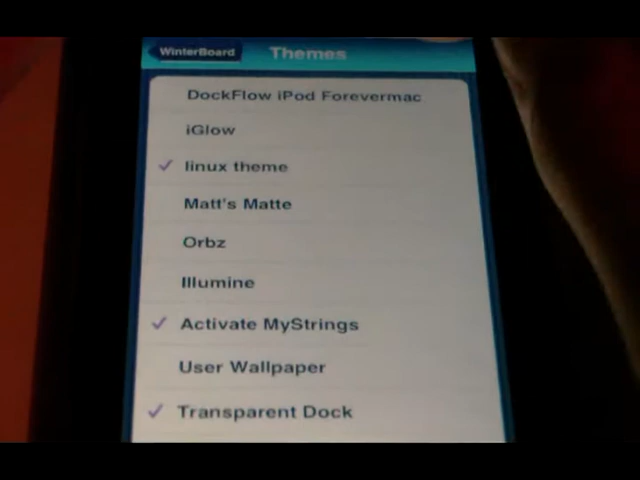 WinterBoard
Themes
DockFlow iPod Forevermac
iGlow
linux theme
Matt's Matte
Orbz
Illumine
Activate MyStrings
User Wallpaper
Transparent Dock